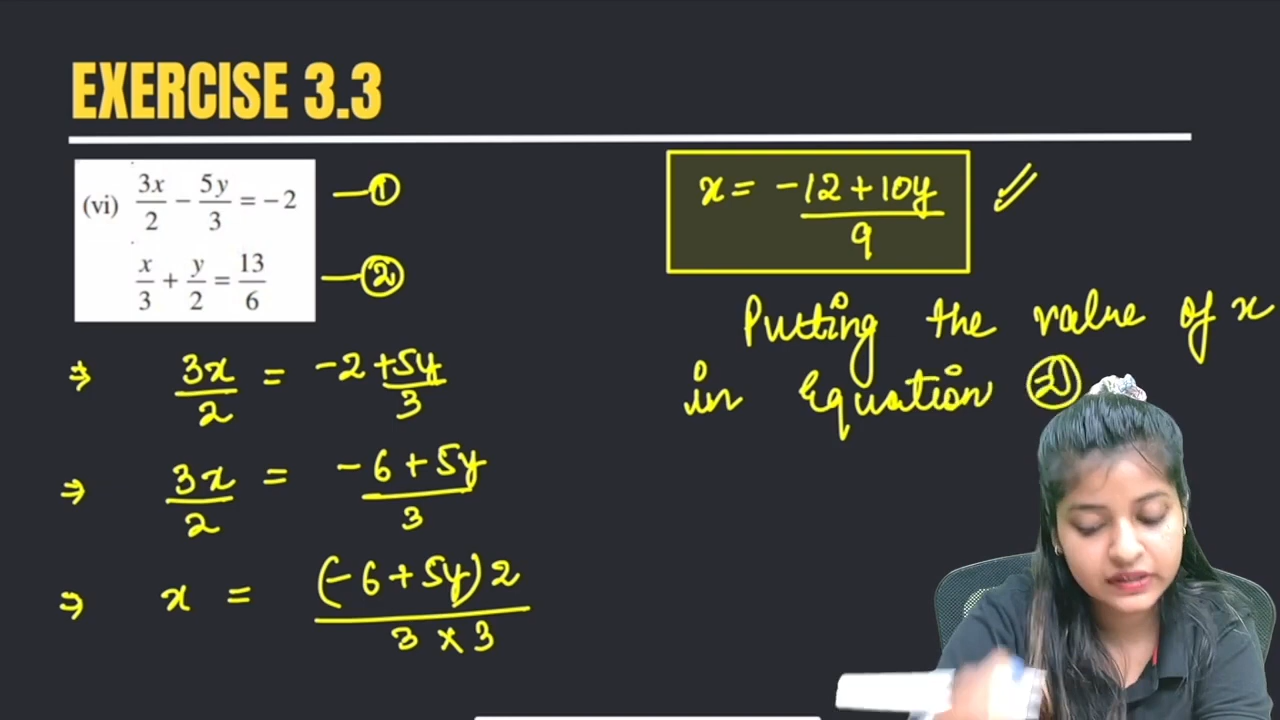 EXERCISE 3.3
(vi) 3x/2 − 5y/3 = −2 —①
x/3 + y/2 = 13/6 —②
⇒ 3x/2 = -2 + 5y/3
⇒ 3x/2 = (-6 + 5y)/3
⇒ x = (-6 + 5y)2/(3 × 3)
x = (-12 + 10y)/9
Putting the value of x
in Equation ②